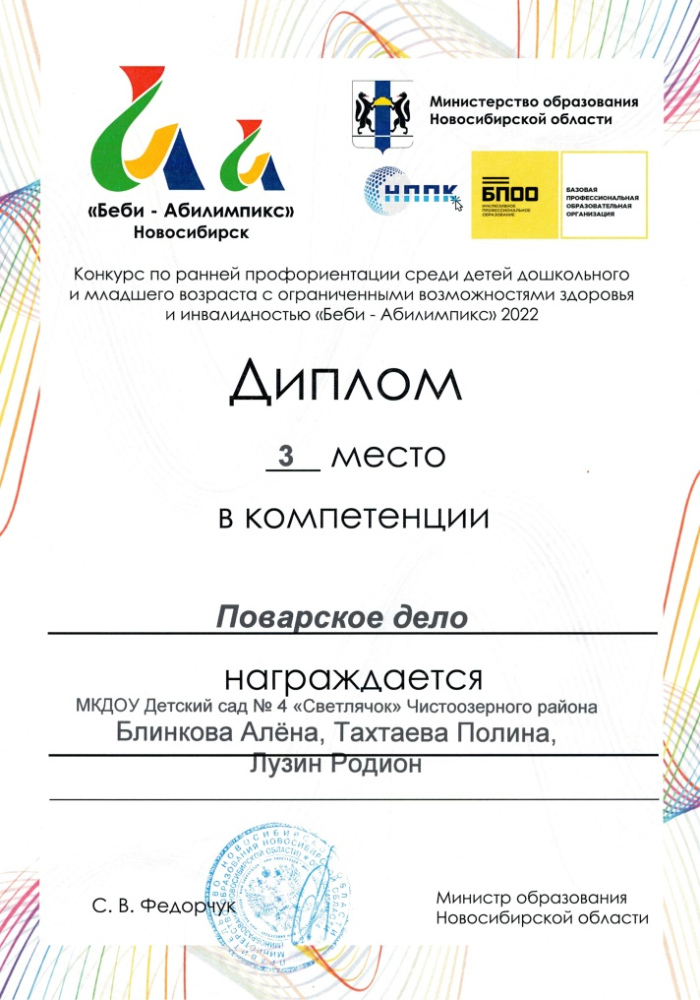 «Беби - Абилимпикс»
Новосибирск
Министерство образования
Новосибирской области
НППК
БПОО
ИНКЛЮЗИВНОЕ
ПРОФЕССИОНАЛЬНОЕ
ОБРАЗОВАНИЕ
БАЗОВАЯ
ПРОФЕССИОНАЛЬНАЯ
ОБРАЗОВАТЕЛЬНАЯ
ОРГАНИЗАЦИЯ
Конкурс по ранней профориентации среди детей дошкольного
и младшего возраста с ограниченными возможностями здоровья
и инвалидностью «Беби - Абилимпикс» 2022
Диплом
3 место
в компетенции
Поварское дело
награждается
МКДОУ Детский сад № 4 «Светлячок» Чистоозерного района
Блинкова Алёна, Тахтаева Полина,
Лузин Родион
С. В. Федорчук
Министр образования
Новосибирской области